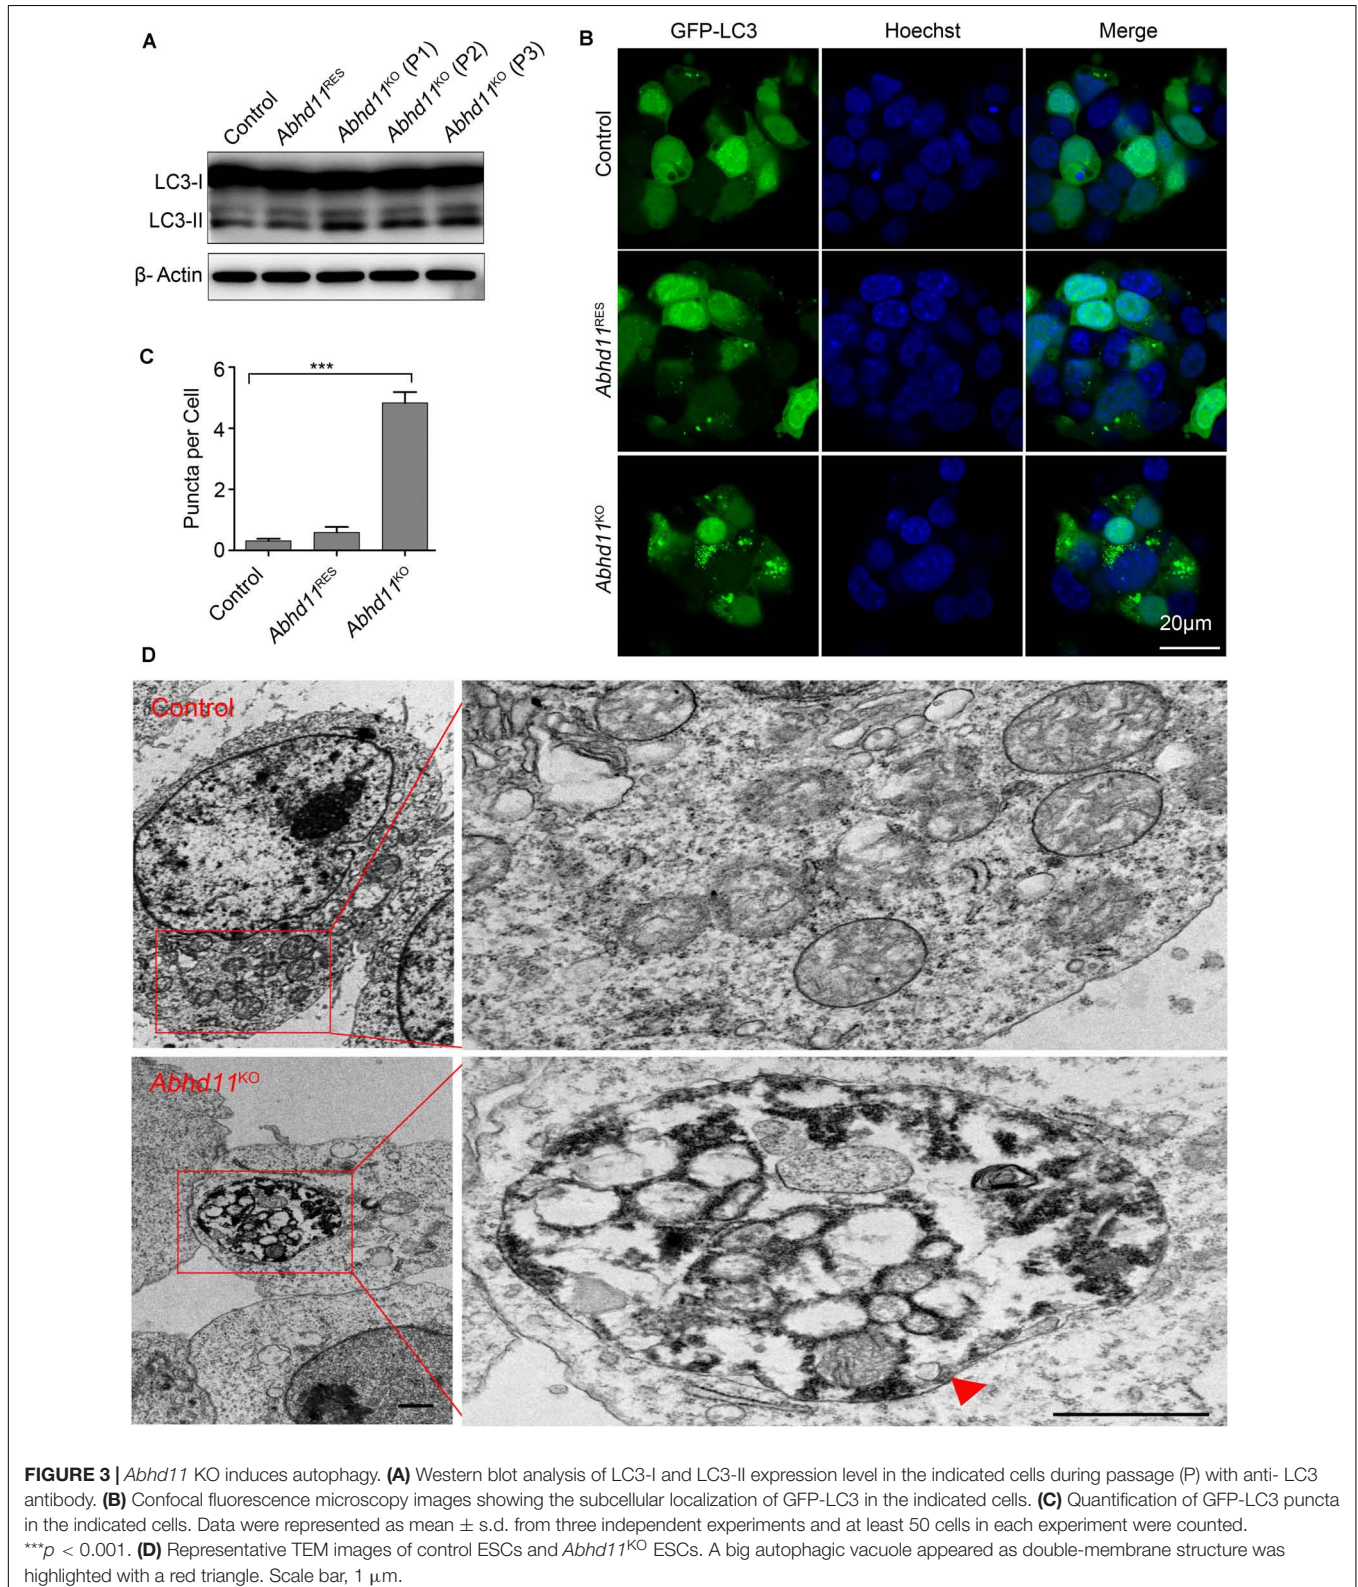 A
Control
Abhd11RES
Abhd11KO (P1)
Abhd11KO (P2)
Abhd11KO (P3)
LC3-I
LC3-II
β- Actin
B
GFP-LC3
Hoechst
Merge
Control
Abhd11RES
Abhd11KO
20μm
C
Puncta per Cell
6
4
2
0
***
Control
Abhd11RES
Abhd11KO
D
Control
Abhd11KO
FIGURE 3 | Abhd11 KO induces autophagy. (A) Western blot analysis of LC3-I and LC3-II expression level in the indicated cells during passage (P) with anti- LC3
antibody. (B) Confocal fluorescence microscopy images showing the subcellular localization of GFP-LC3 in the indicated cells. (C) Quantification of GFP-LC3 puncta
in the indicated cells. Data were represented as mean ± s.d. from three independent experiments and at least 50 cells in each experiment were counted.
***p < 0.001. (D) Representative TEM images of control ESCs and Abhd11KO ESCs. A big autophagic vacuole appeared as double-membrane structure was
highlighted with a red triangle. Scale bar, 1 μm.